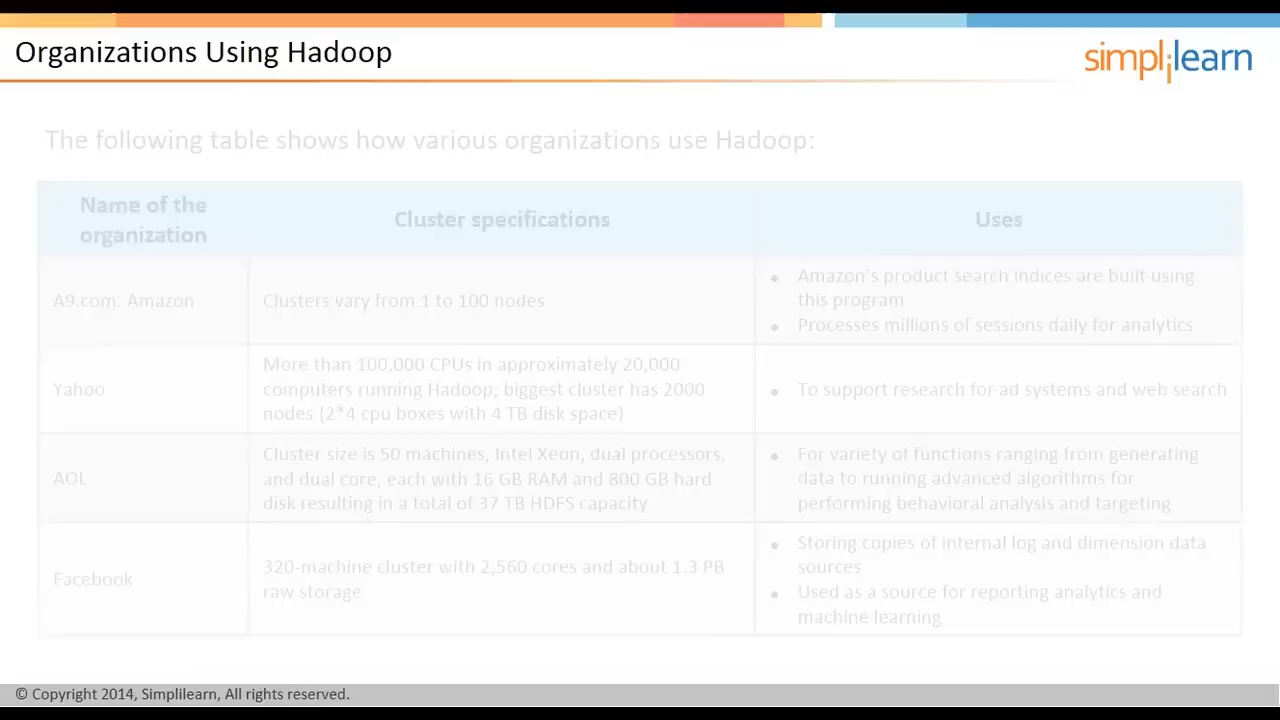 Organizations Using Hadoop
simplilearn
The following table shows how various organizations use Hadoop:
Name of the
organization
Cluster specifications
Uses
A9.com: Amazon
Clusters vary from 1 to 100 nodes
• Amazon's product search indices are built using
this program
• Processes millions of sessions daily for analytics
Yahoo
More than 100,000 CPUs in approximately 20,000
computers running Hadoop; biggest cluster has 2000
nodes (2*4 cpu boxes with 4 TB disk space)
• To support research for ad systems and web search
AOL
Cluster size is 50 machines, Intel Xeon, dual processors,
and dual core, each with 16 GB RAM and 800 GB hard
disk resulting in a total of 37 TB HDFS capacity
• For variety of functions ranging from generating
data to running advanced algorithms for
performing behavioral analysis and targeting
Facebook
320-machine cluster with 2,560 cores and about 1.3 PB
raw storage
• Storing copies of internal log and dimension data
sources
• Used as a source for reporting analytics and
machine learning
© Copyright 2014, Simplilearn, All rights reserved.